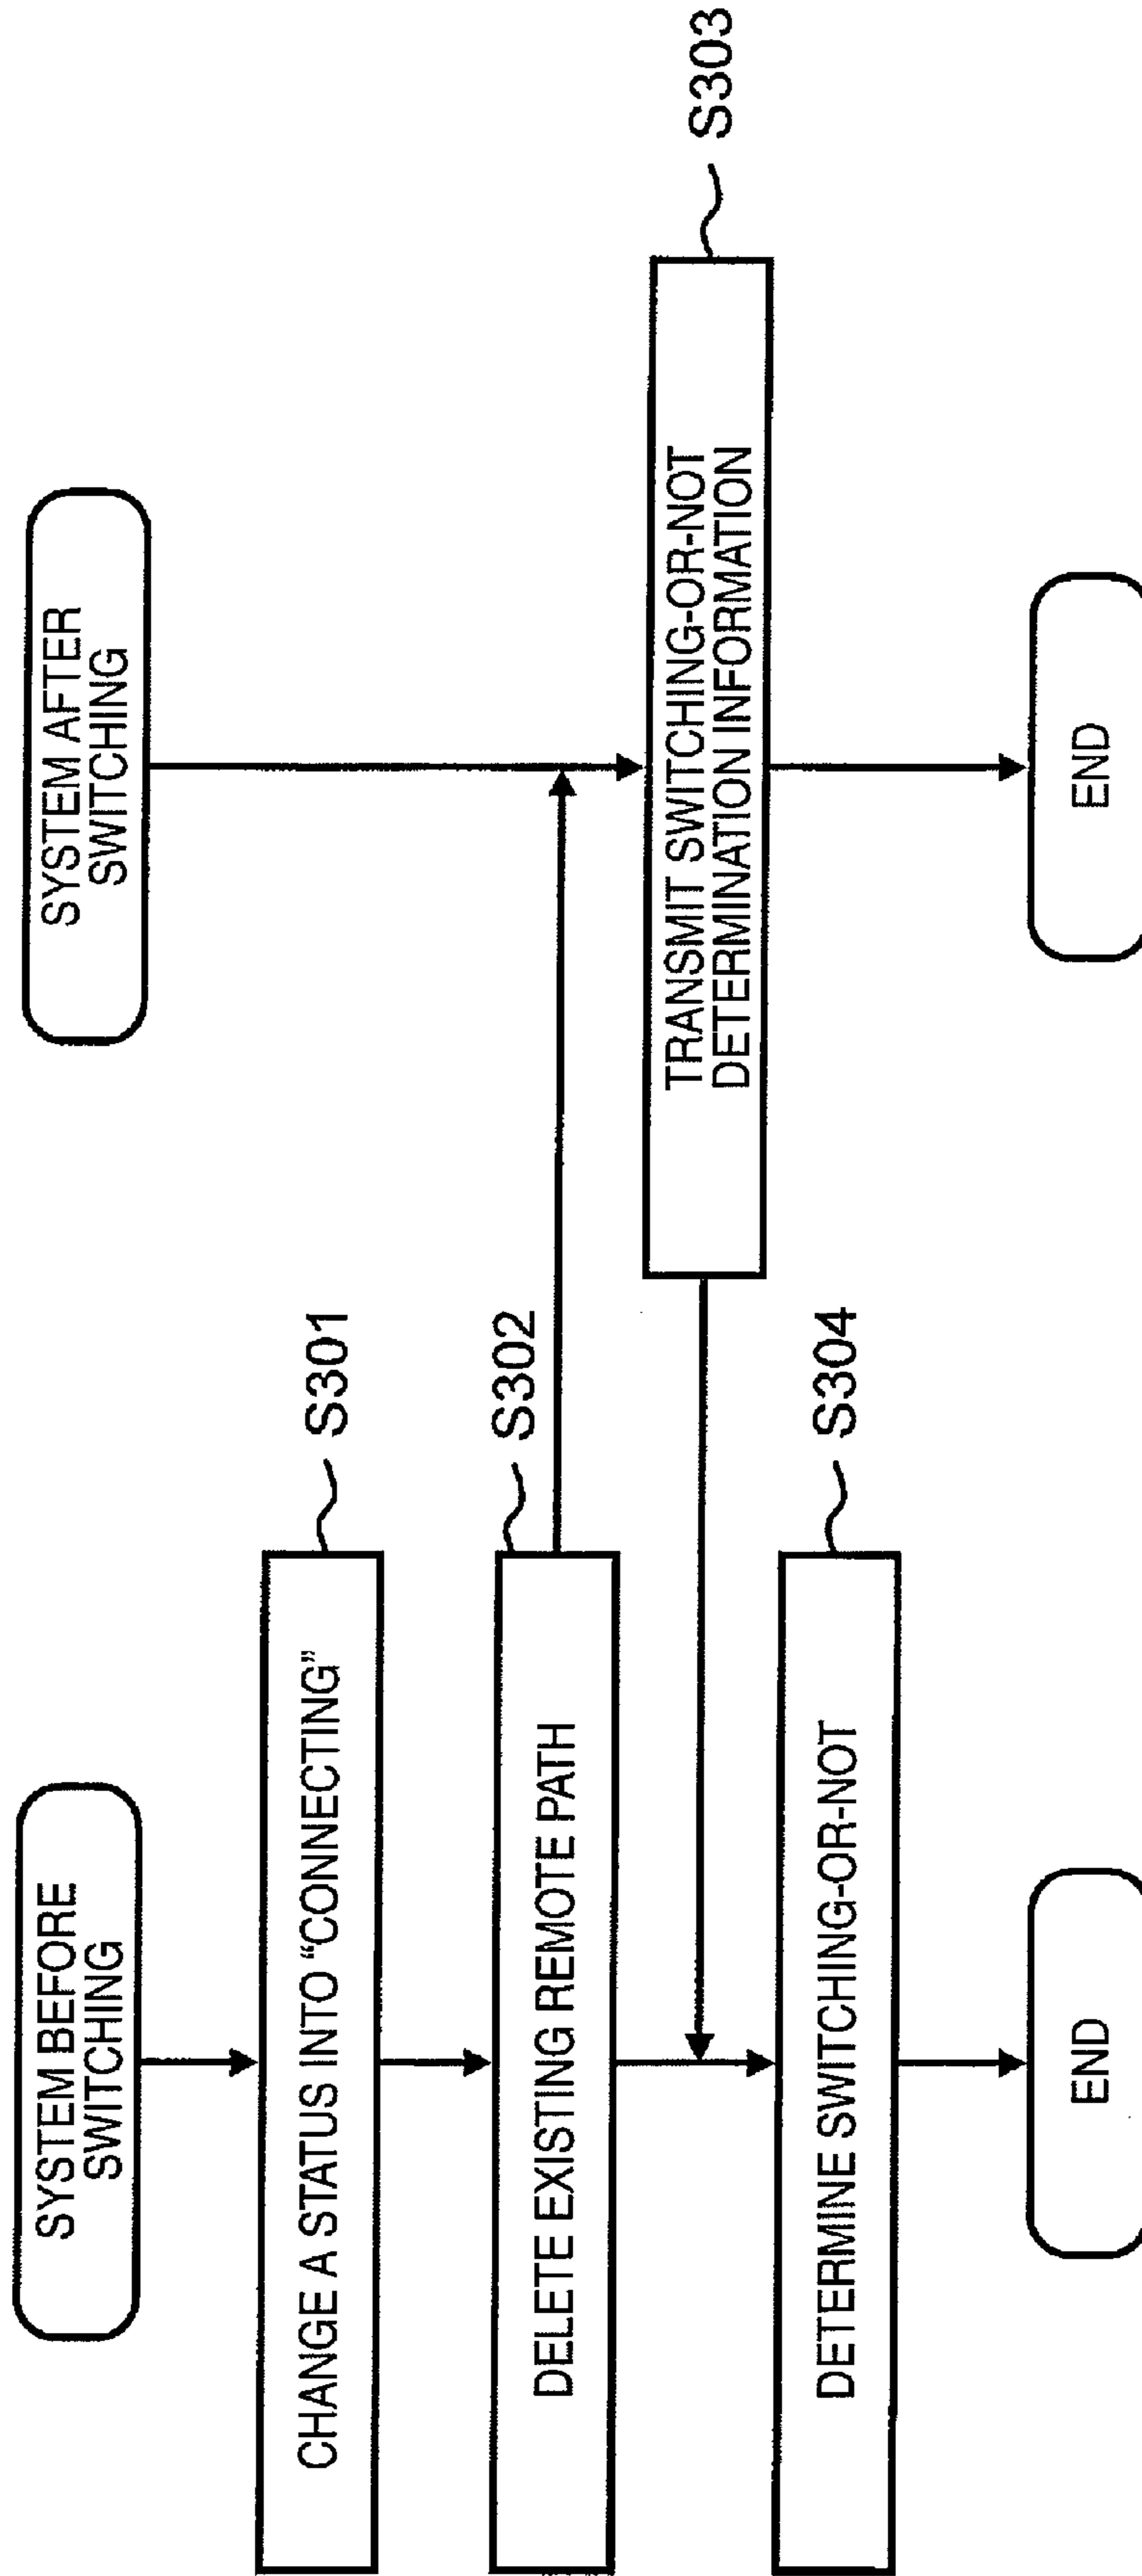 SYSTEM BEFORE
SWITCHING
CHANGE A STATUS INTO “CONNECTING”
S301
DELETE EXISTING REMOTE PATH
S302
DETERMINE SWITCHING-OR-NOT
S304
END
SYSTEM AFTER
SWITCHING
TRANSMIT SWITCHING-OR-NOT
DETERMINATION INFORMATION
S303
END